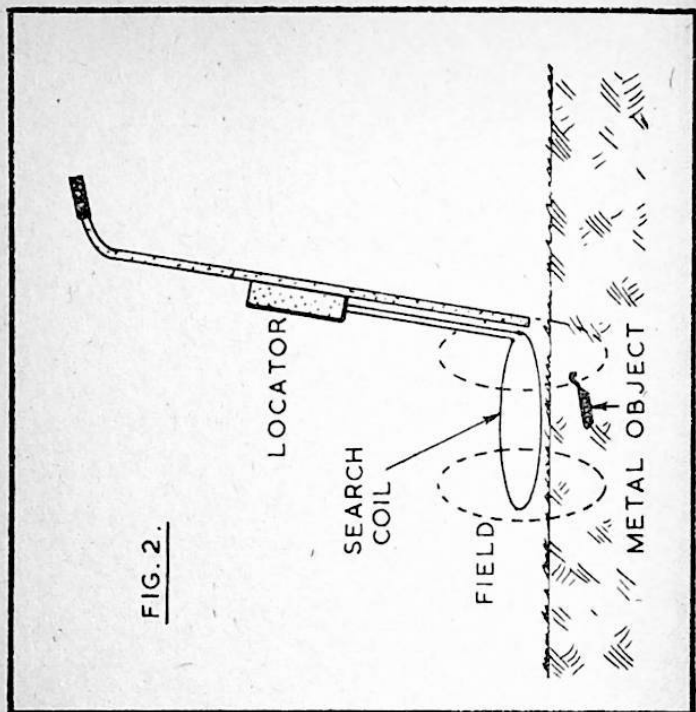 FIG. 2.
LOCATOR
SEARCH
COIL
FIELD
METAL OBJECT